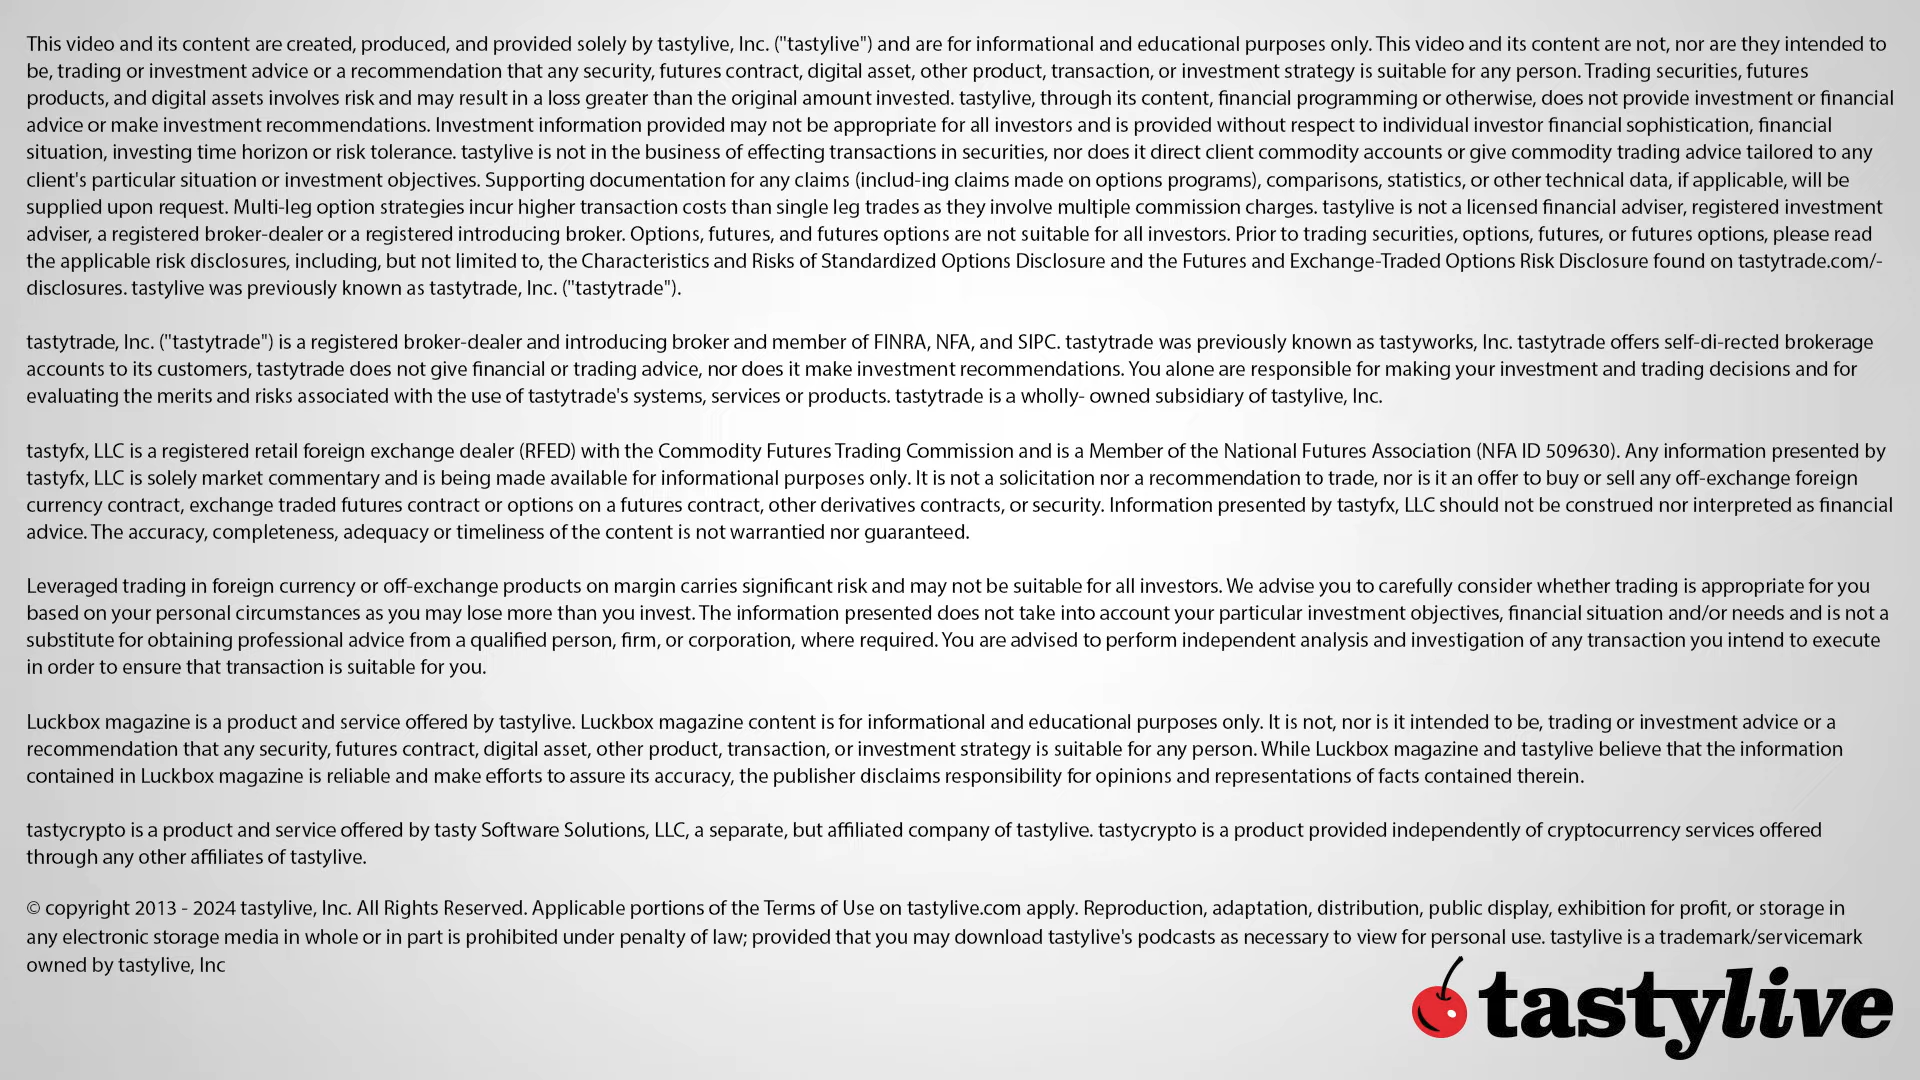 This video and its content are created, produced, and provided solely by tastylive, Inc. ("tastylive") and are for informational and educational purposes only. This video and its content are not, nor are they intended to
be, trading or investment advice or a recommendation that any security, futures contract, digital asset, other product, transaction, or investment strategy is suitable for any person. Trading securities, futures
products, and digital assets involves risk and may result in a loss greater than the original amount invested. tastylive, through its content, financial programming or otherwise, does not provide investment or financial
advice or make investment recommendations. Investment information provided may not be appropriate for all investors and is provided without respect to individual investor financial sophistication, financial
situation, investing time horizon or risk tolerance. tastylive is not in the business of effecting transactions in securities, nor does it direct client commodity accounts or give commodity trading advice tailored to any
client's particular situation or investment objectives. Supporting documentation for any claims (includ-ing claims made on options programs), comparisons, statistics, or other technical data, if applicable, will be
supplied upon request. Multi-leg option strategies incur higher transaction costs than single leg trades as they involve multiple commission charges. tastylive is not a licensed financial adviser, registered investment
adviser, a registered broker-dealer or a registered introducing broker. Options, futures, and futures options are not suitable for all investors. Prior to trading securities, options, futures, or futures options, please read
the applicable risk disclosures, including, but not limited to, the Characteristics and Risks of Standardized Options Disclosure and the Futures and Exchange-Traded Options Risk Disclosure found on tastytrade.com/-
disclosures. tastylive was previously known as tastytrade, Inc. ("tastytrade").
tastytrade, Inc. ("tastytrade") is a registered broker-dealer and introducing broker and member of FINRA, NFA, and SIPC. tastytrade was previously known as tastyworks, Inc. tastytrade offers self-di-rected brokerage
accounts to its customers, tastytrade does not give financial or trading advice, nor does it make investment recommendations. You alone are responsible for making your investment and trading decisions and for
evaluating the merits and risks associated with the use of tastytrade's systems, services or products. tastytrade is a wholly- owned subsidiary of tastylive, Inc.
tastyfx, LLC is a registered retail foreign exchange dealer (RFED) with the Commodity Futures Trading Commission and is a Member of the National Futures Association (NFA ID 509630). Any information presented by
tastyfx, LLC is solely market commentary and is being made available for informational purposes only. It is not a solicitation nor a recommendation to trade, nor is it an offer to buy or sell any off-exchange foreign
currency contract, exchange traded futures contract or options on a futures contract, other derivatives contracts, or security. Information presented by tastyfx, LLC should not be construed nor interpreted as financial
advice. The accuracy, completeness, adequacy or timeliness of the content is not warrantied nor guaranteed.
Leveraged trading in foreign currency or off-exchange products on margin carries significant risk and may not be suitable for all investors. We advise you to carefully consider whether trading is appropriate for you
based on your personal circumstances as you may lose more than you invest. The information presented does not take into account your particular investment objectives, financial situation and/or needs and is not a
substitute for obtaining professional advice from a qualified person, firm, or corporation, where required. You are advised to perform independent analysis and investigation of any transaction you intend to execute
in order to ensure that transaction is suitable for you.
Luckbox magazine is a product and service offered by tastylive. Luckbox magazine content is for informational and educational purposes only. It is not, nor is it intended to be, trading or investment advice or a
recommendation that any security, futures contract, digital asset, other product, transaction, or investment strategy is suitable for any person. While Luckbox magazine and tastylive believe that the information
contained in Luckbox magazine is reliable and make efforts to assure its accuracy, the publisher disclaims responsibility for opinions and representations of facts contained therein.
tastycrypto is a product and service offered by tasty Software Solutions, LLC, a separate, but affiliated company of tastylive. tastycrypto is a product provided independently of cryptocurrency services offered
through any other affiliates of tastylive.
© copyright 2013 - 2024 tastylive, Inc. All Rights Reserved. Applicable portions of the Terms of Use on tastylive.com apply. Reproduction, adaptation, distribution, public display, exhibition for profit, or storage in
any electronic storage media in whole or in part is prohibited under penalty of law; provided that you may download tastylive's podcasts as necessary to view for personal use. tastylive is a trademark/servicemark
owned by tastylive, Inc
tastylive